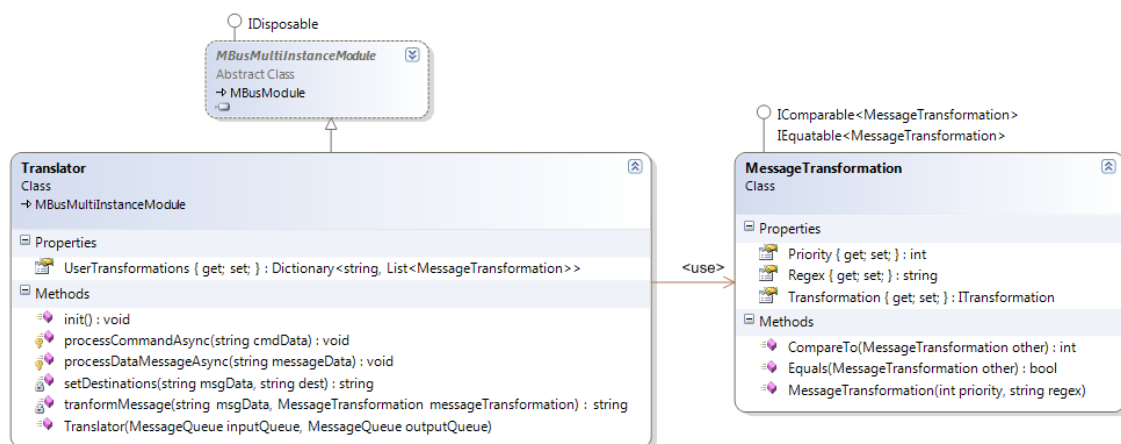 IDisposable
MBusMultiInstanceModule
Abstract Class
MBusModule
IComparable<MessageTransformation>
IEquatable<MessageTransformation>
Translator
Class
MBusMultiInstanceModule
Properties
UserTransformations { get; set; } : Dictionary<string, List<MessageTransformation>>
Methods
init() : void
processCommandAsync(string cmdData) : void
processDataMessageAsync(string messageData) : void
setDestinations(string msgData, string dest) : string
tranformMessage(string msgData, MessageTransformation messageTransformation) : string
Translator(MessageQueue inputQueue, MessageQueue outputQueue)
<use>
MessageTransformation
Class
Properties
Priority { get; set; } : int
Regex { get; set; } : string
Transformation { get; set; } : ITransformation
Methods
CompareTo(MessageTransformation other) : int
Equals(MessageTransformation other) : bool
MessageTransformation(int priority, string regex)